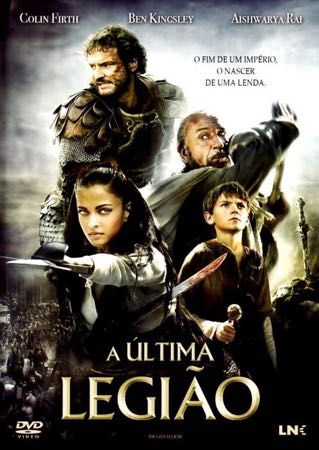 COLIN FIRTH BEN KINGSLEY AISHWARYA RAI
O FIM DE UM IMPÉRIO,
O NASCER
DE UMA LENDA.
A ÚLTIMA
LEGIÃO
DVD
VIDEO
THE LAST LEGION
LNE